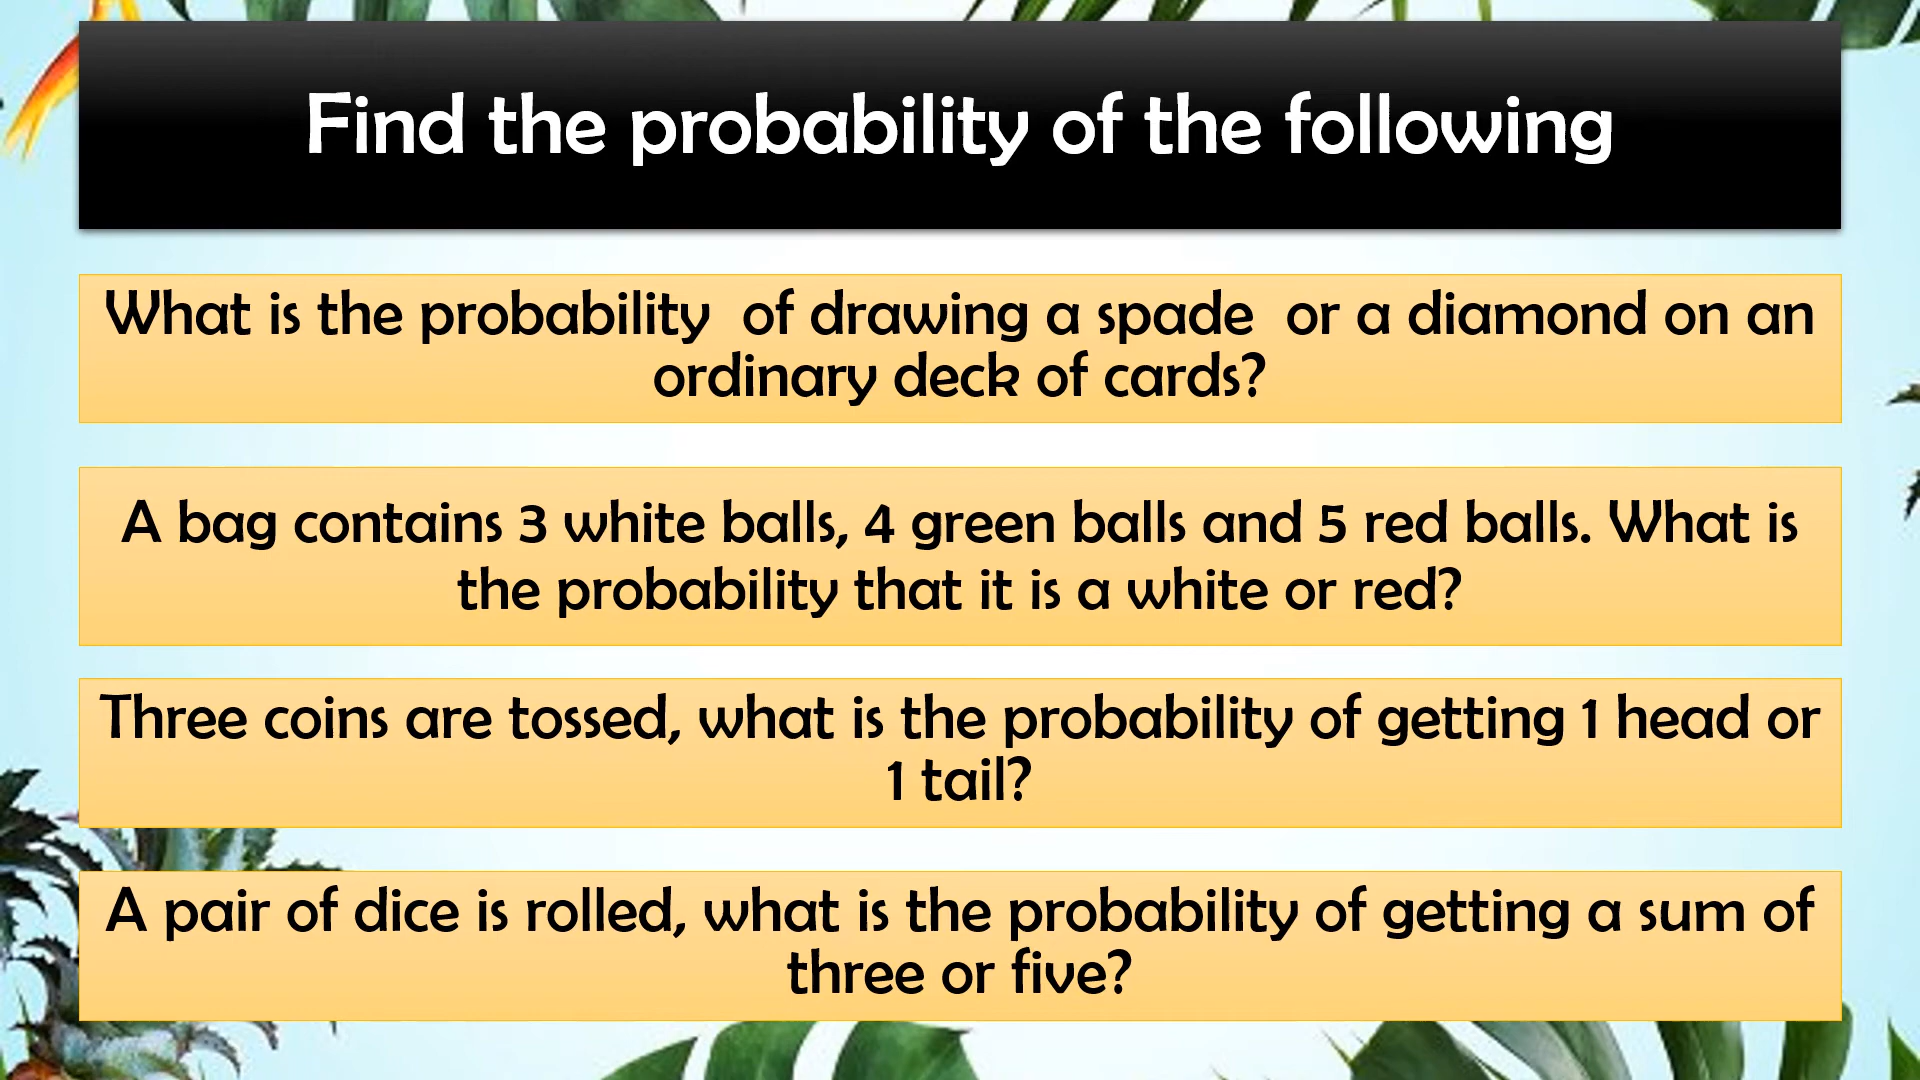 Find the probability of the following
What is the probability of drawing a spade or a diamond on an
ordinary deck of cards?
A bag contains 3 white balls, 4 green balls and 5 red balls. What is
the probability that it is a white or red?
Three coins are tossed, what is the probability of getting 1 head or
1 tail?
A pair of dice is rolled, what is the probability of getting a sum of
three or five?